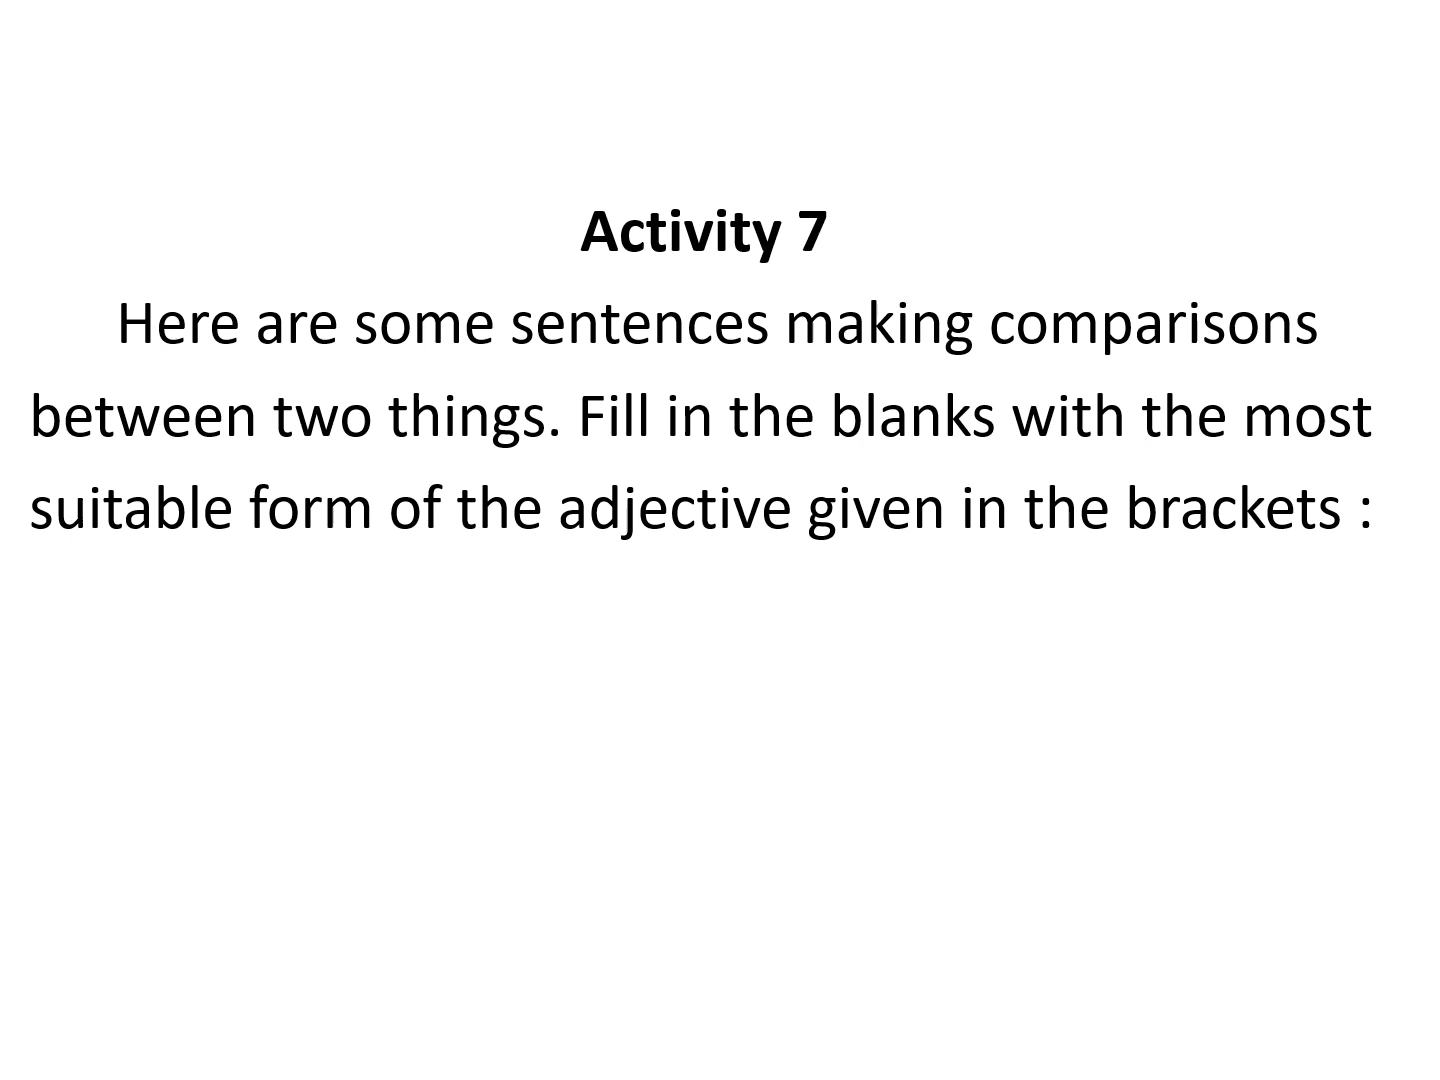 Activity 7
Here are some sentences making comparisons
between two things. Fill in the blanks with the most
suitable form of the adjective given in the brackets :